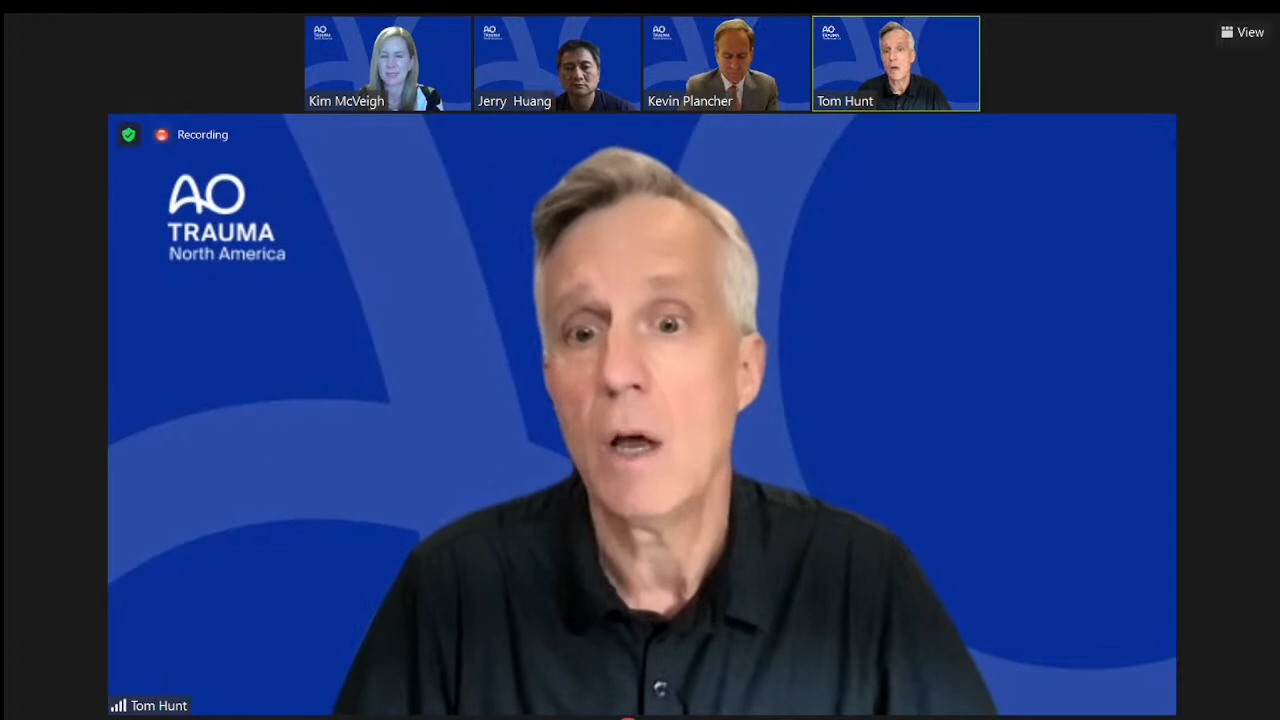 Kim McVeigh
Jerry Huang
Kevin Plancher
Tom Hunt
View
Recording
AO
TRAUMA
North America
Tom Hunt